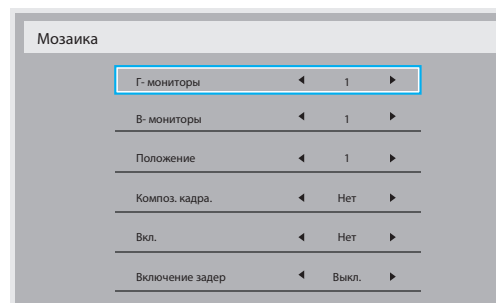 Мозаика
Г- мониторы 1
В- мониторы 1
Положение 1
Композ. кадра. Нет
Вкл. Нет
Включение задер Выкл.